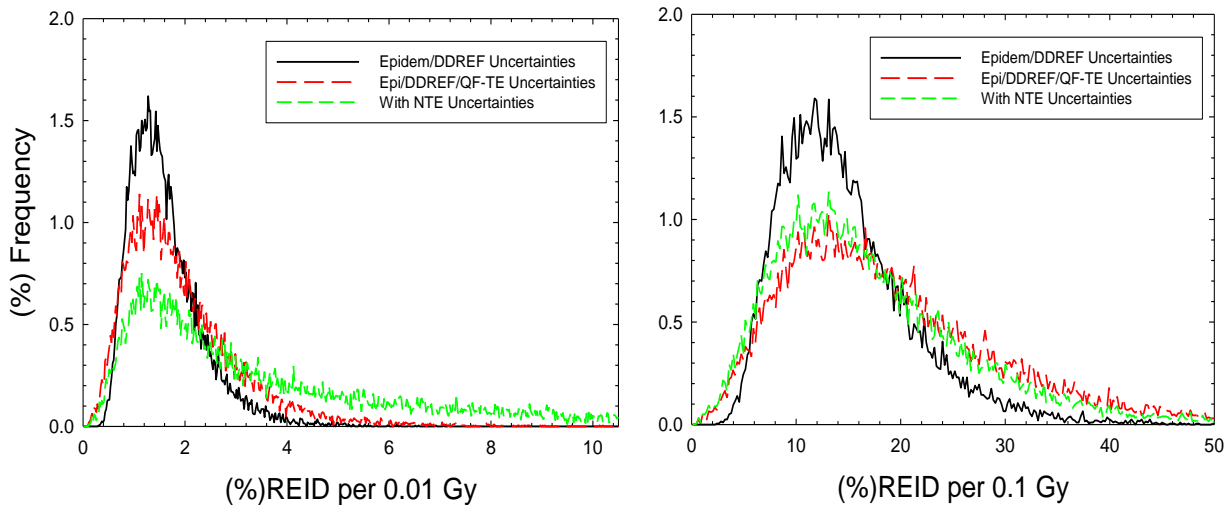 2.0
1.5
1.0
0.5
0.0
(%) Frequency
Epidem/DDREF Uncertainties
Epi/DDREF/QF-TE Uncertainties
With NTE Uncertainties
0 2 4 6 8 10
(%)REID per 0.01 Gy
2.0
1.5
1.0
0.5
0.0
Epidem/DDREF Uncertainties
Epi/DDREF/QF-TE Uncertainties
With NTE Uncertainties
0 10 20 30 40 50
(%)REID per 0.1 Gy